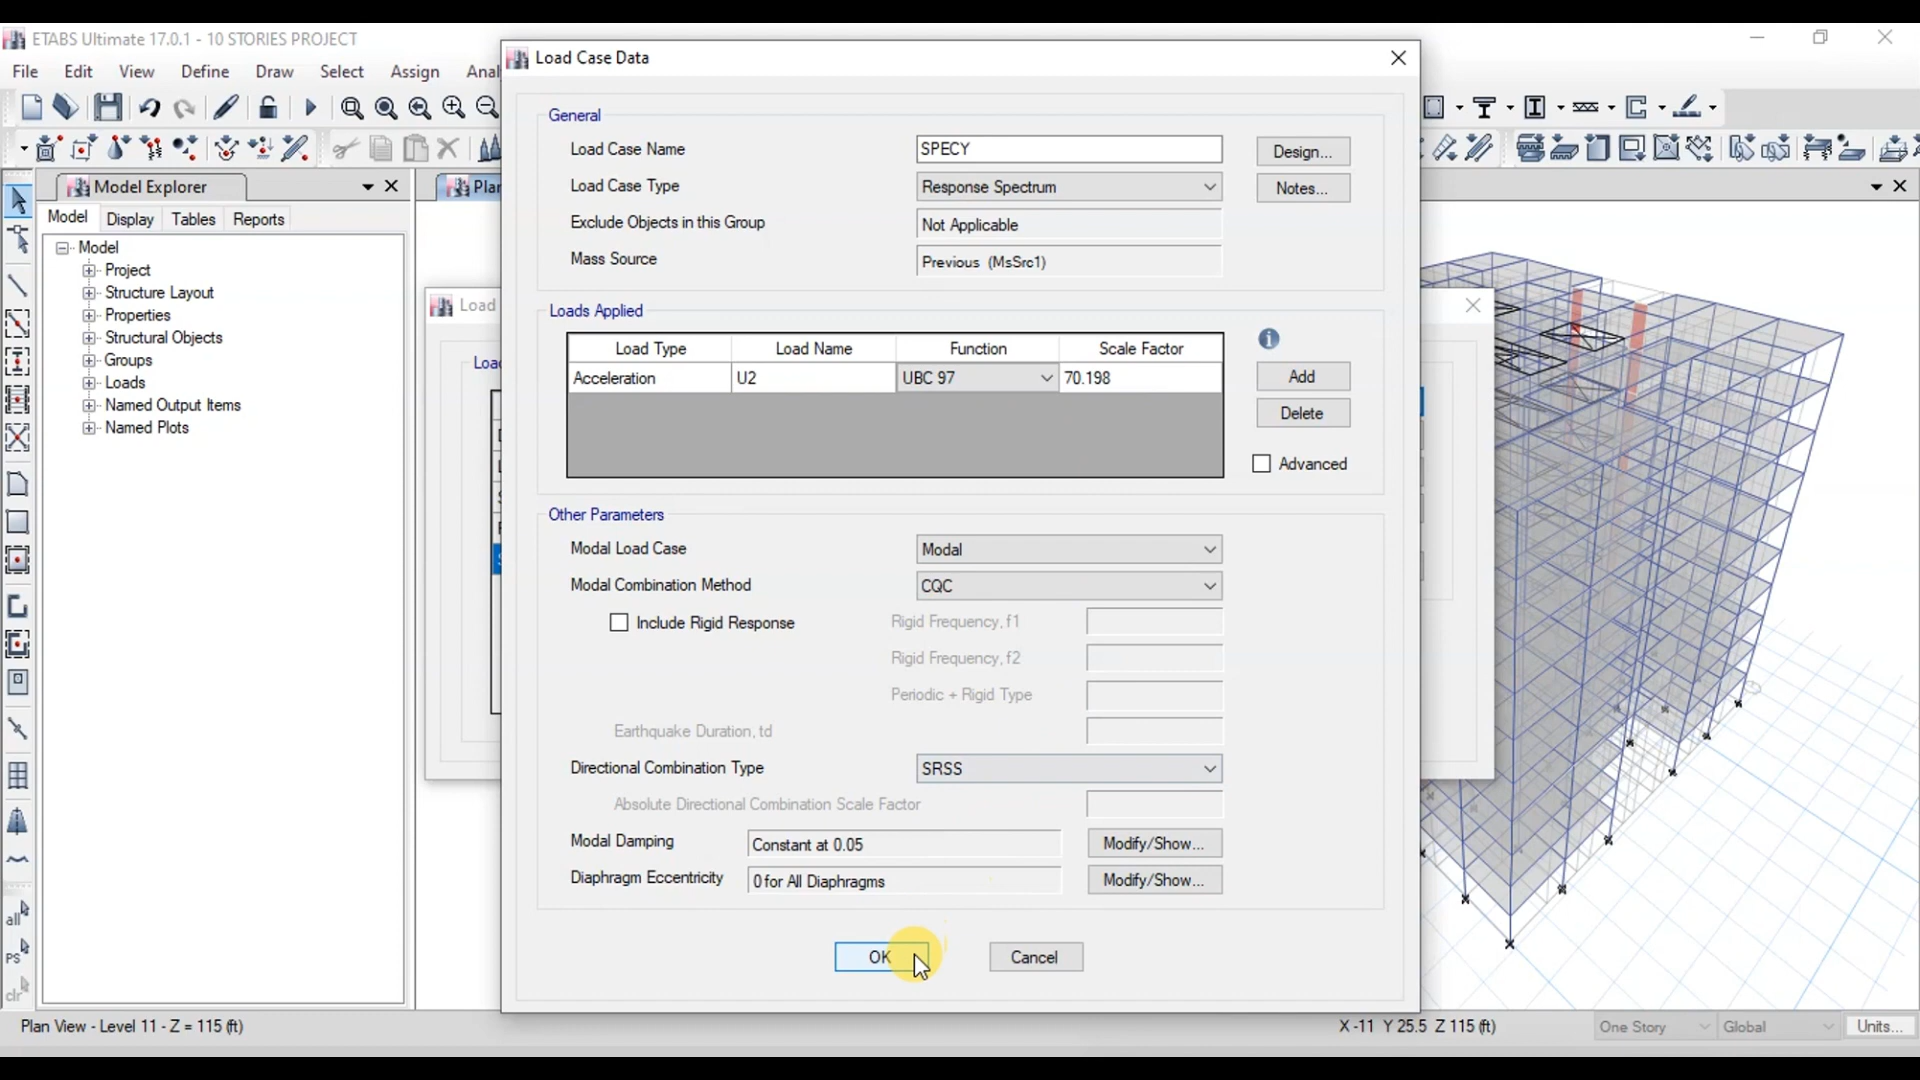 ETABS Ultimate 17.0.1 - 10 STORIES PROJECT
File Edit View Define Draw Select Assign
Load Case Data
General
Load Case Name SPECY Design...
Load Case Type Response Spectrum Notes...
Exclude Objects in this Group Not Applicable
Mass Source Previous (MsSrc1)
Loads Applied
Load Type Load Name Function Scale Factor
Acceleration U2 UBC 97 70.198
Add
Delete
Advanced
Other Parameters
Modal Load Case Modal
Modal Combination Method CQC
Include Rigid Response Rigid Frequency, f1
Rigid Frequency, f2
Periodic + Rigid Type
Earthquake Duration, td
Directional Combination Type SRSS
Absolute Directional Combination Scale Factor
Modal Damping Constant at 0.05 Modify/Show...
Diaphragm Eccentricity 0 for All Diaphragms Modify/Show...
OK Cancel
Model Explorer
Model Display Tables Reports
Model
Project
Structure Layout
Properties
Structural Objects
Groups
Loads
Named Output Items
Named Plots
Load
all
PS
clr
Plan View - Level 11 - Z = 115 (ft) X -11 Y 25.5 Z 115 (ft) One Story Global Units...